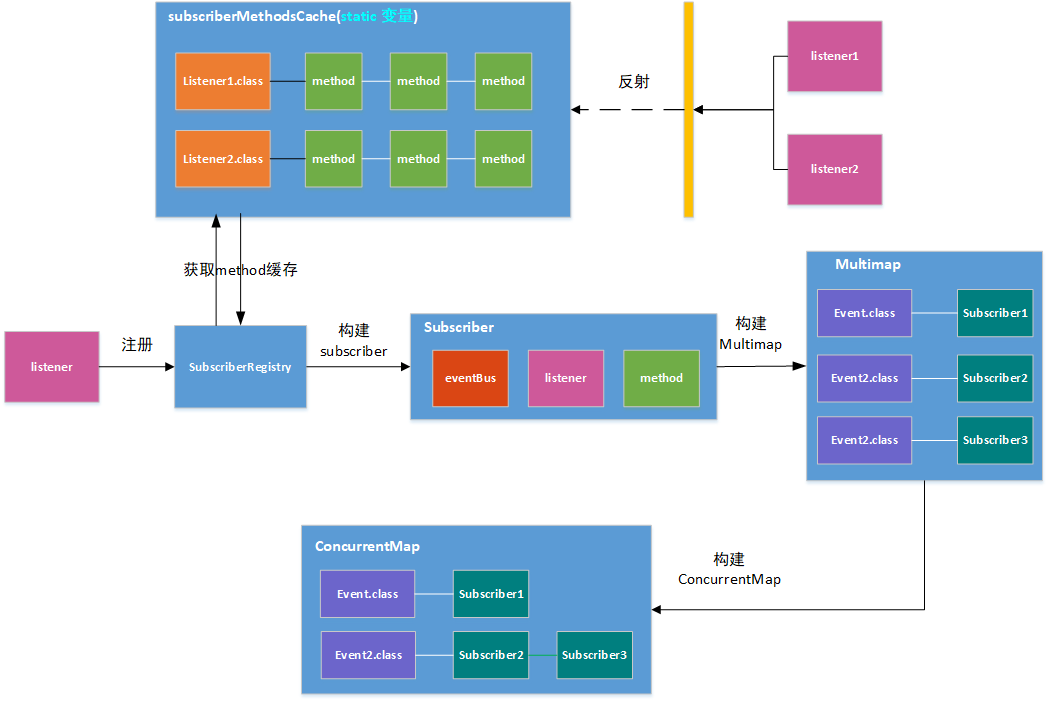 subscriberMethodsCache(static 变量)
Listener1.class
method
method
method
Listener2.class
method
method
method
反射
listener1
listener2
获取method缓存
listener
注册
SubscriberRegistry
构建
subscriber
Subscriber
eventBus
listener
method
构建
Multimap
Multimap
Event.class
Subscriber1
Event2.class
Subscriber2
Event2.class
Subscriber3
构建
ConcurrentMap
ConcurrentMap
Event.class
Subscriber1
Event2.class
Subscriber2
Subscriber3